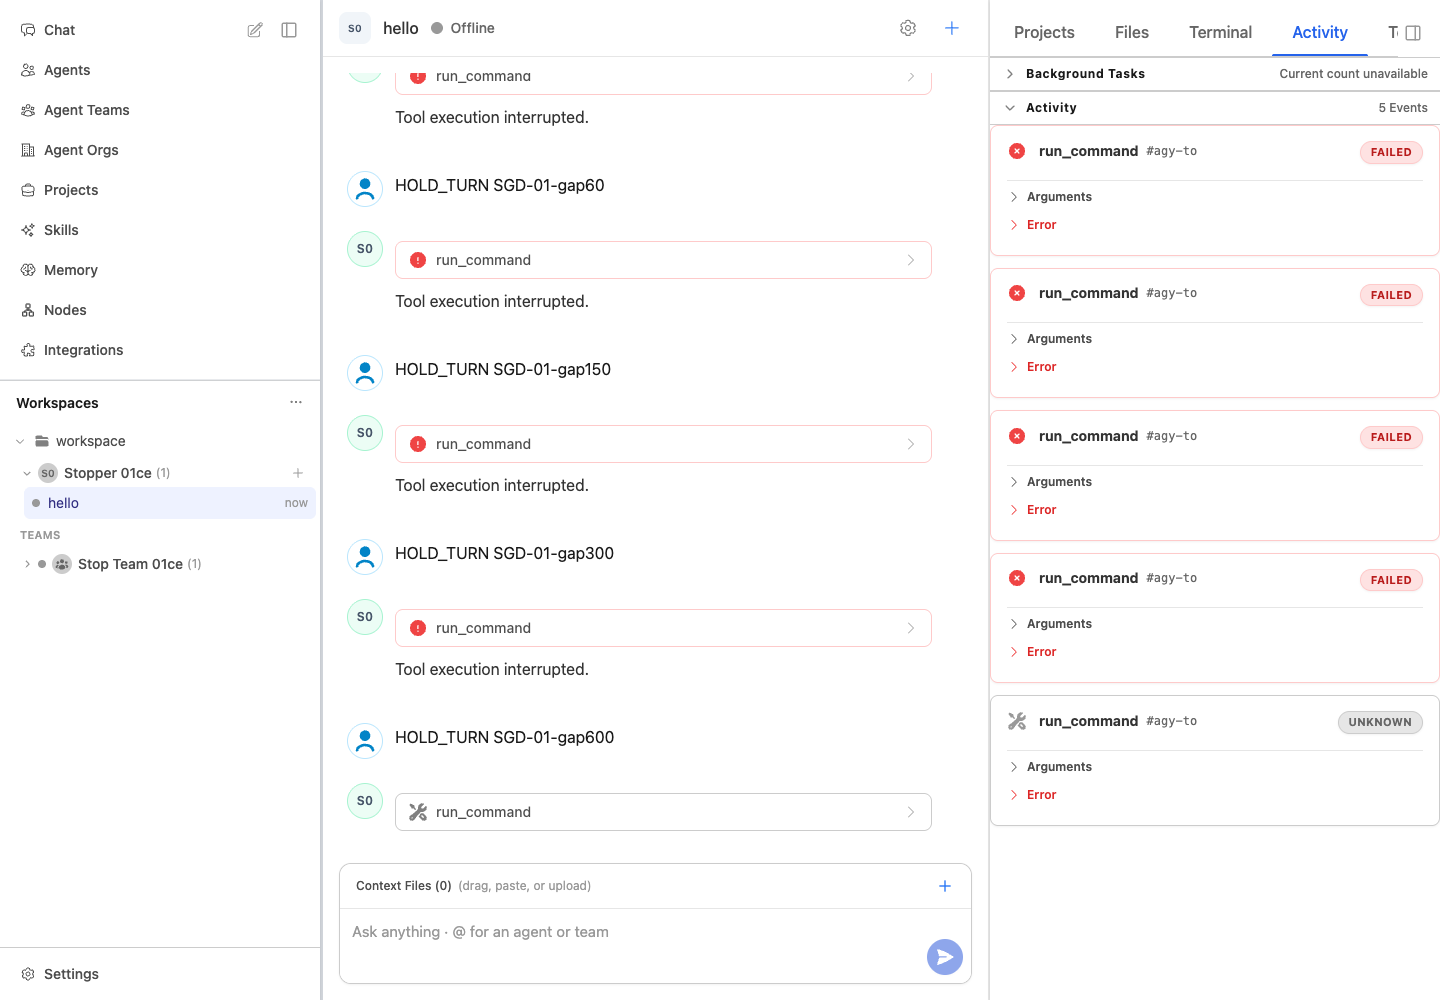 Chat
Agents
Agent Teams
Agent Orgs
Projects
Skills
Memory
Nodes
Integrations
Workspaces
workspace
S0 Stopper 01ce (1)
hello now
TEAMS
Stop Team 01ce (1)
Settings
S0 hello Offline
run_command
Tool execution interrupted.
HOLD_TURN SGD-01-gap60
S0 run_command
Tool execution interrupted.
HOLD_TURN SGD-01-gap150
S0 run_command
Tool execution interrupted.
HOLD_TURN SGD-01-gap300
S0 run_command
Tool execution interrupted.
HOLD_TURN SGD-01-gap600
S0 run_command
Context Files (0) (drag, paste, or upload)
Ask anything · @ for an agent or team
Projects Files Terminal Activity
Background Tasks Current count unavailable
Activity 5 Events
run_command #agy-to FAILED
Arguments
Error
run_command #agy-to FAILED
Arguments
Error
run_command #agy-to FAILED
Arguments
Error
run_command #agy-to FAILED
Arguments
Error
run_command #agy-to UNKNOWN
Arguments
Error